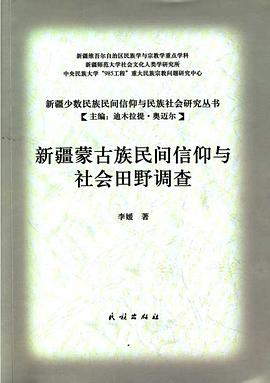 新疆维吾尔自治区民族学与宗教学重点学科
新疆师范大学社会文化人类学研究所
中央民族大学“985工程”重大民族宗教问题研究中心
新疆少数民族民间信仰与民族社会研究丛书
【主编：迪木拉提·奥迈尔】
新疆蒙古族民间信仰与
社会田野调查
李媛 著
民族出版社